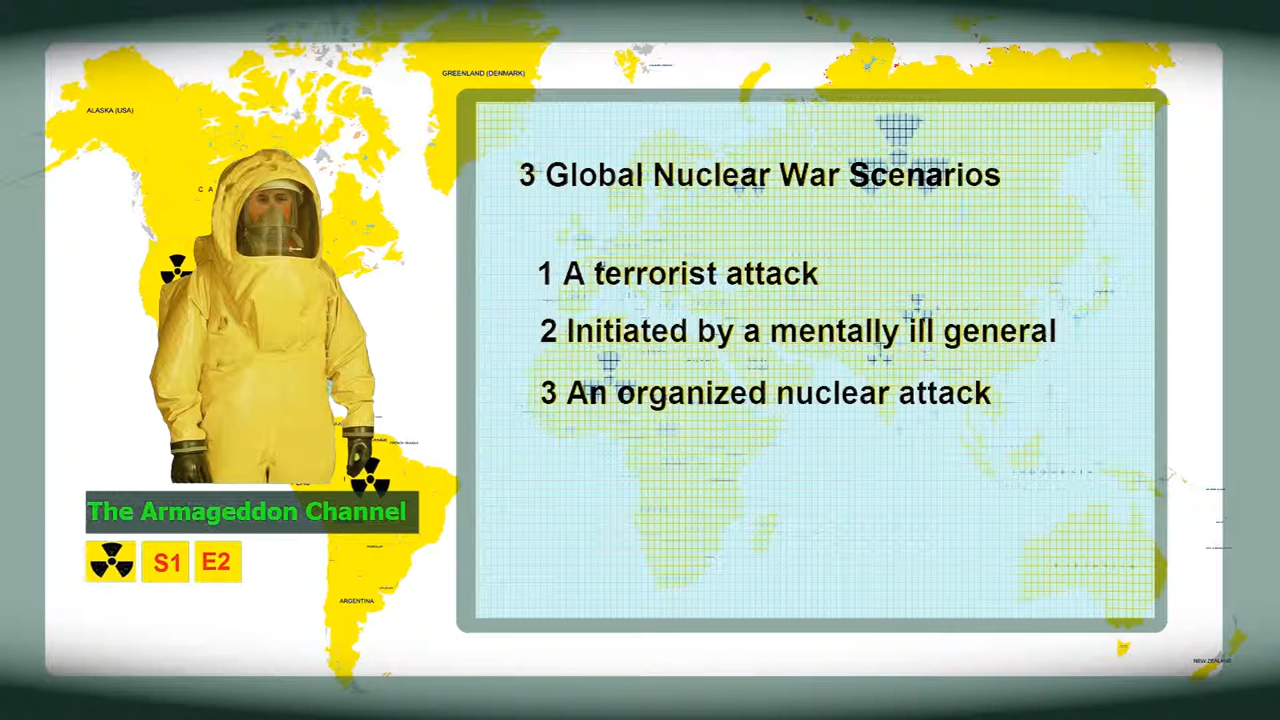 GREENLAND (DENMARK)
ALASKA (USA)
C A
3 Global Nuclear War Scenarios
1 A terrorist attack
2 Initiated by a mentally ill general
3 An organized nuclear attack
The Armageddon Channel
S1 E2
ARGENTINA
NEW ZEALAND